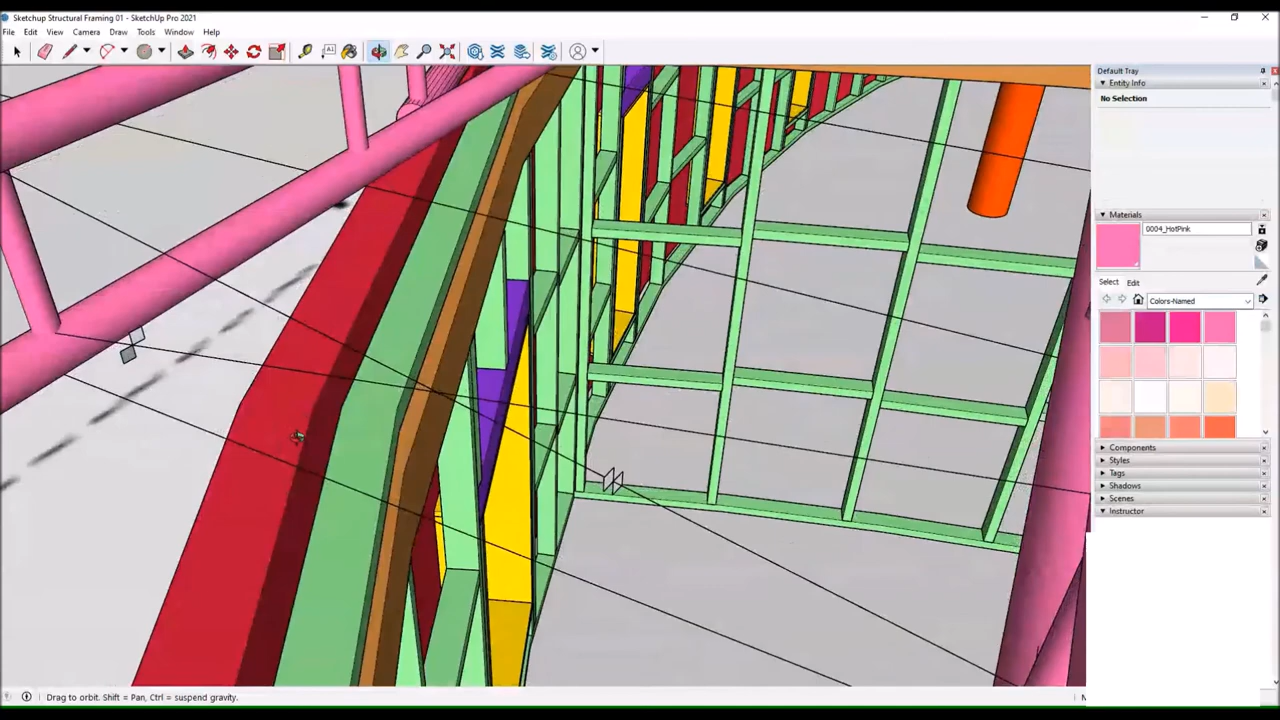 Sketchup Structural Framing 01 - SketchUp Pro 2021
File Edit View Camera Draw Tools Window Help
A1
Default Tray
Entity Info
No Selection
Materials
0004_HotPink
Select Edit
Colors-Named
Components
Styles
Tags
Shadows
Scenes
Instructor
Drag to orbit. Shift = Pan, Ctrl = suspend gravity.